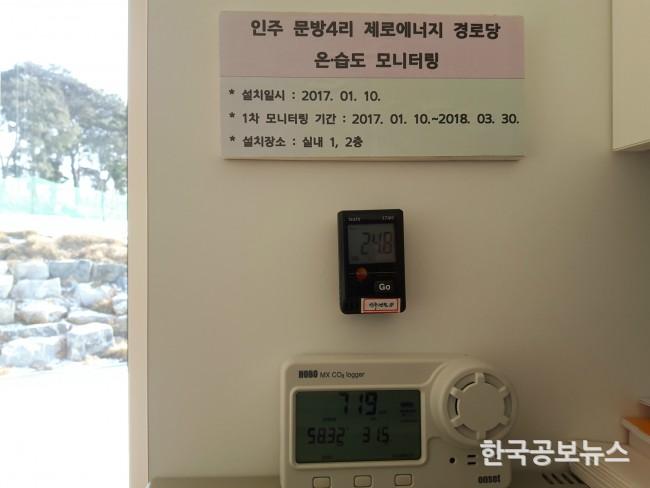 인주 문방4리 제로에너지 경로당
온·습도 모니터링
* 설치일시 : 2017. 01. 10.
* 1차 모니터링 기간 : 2017. 01. 10.~2018. 03. 30.
* 설치장소 : 실내 1, 2층
24.8
Go
HOBO MX CO₂ logger
719
58.32 31.5
onset
한국공보뉴스